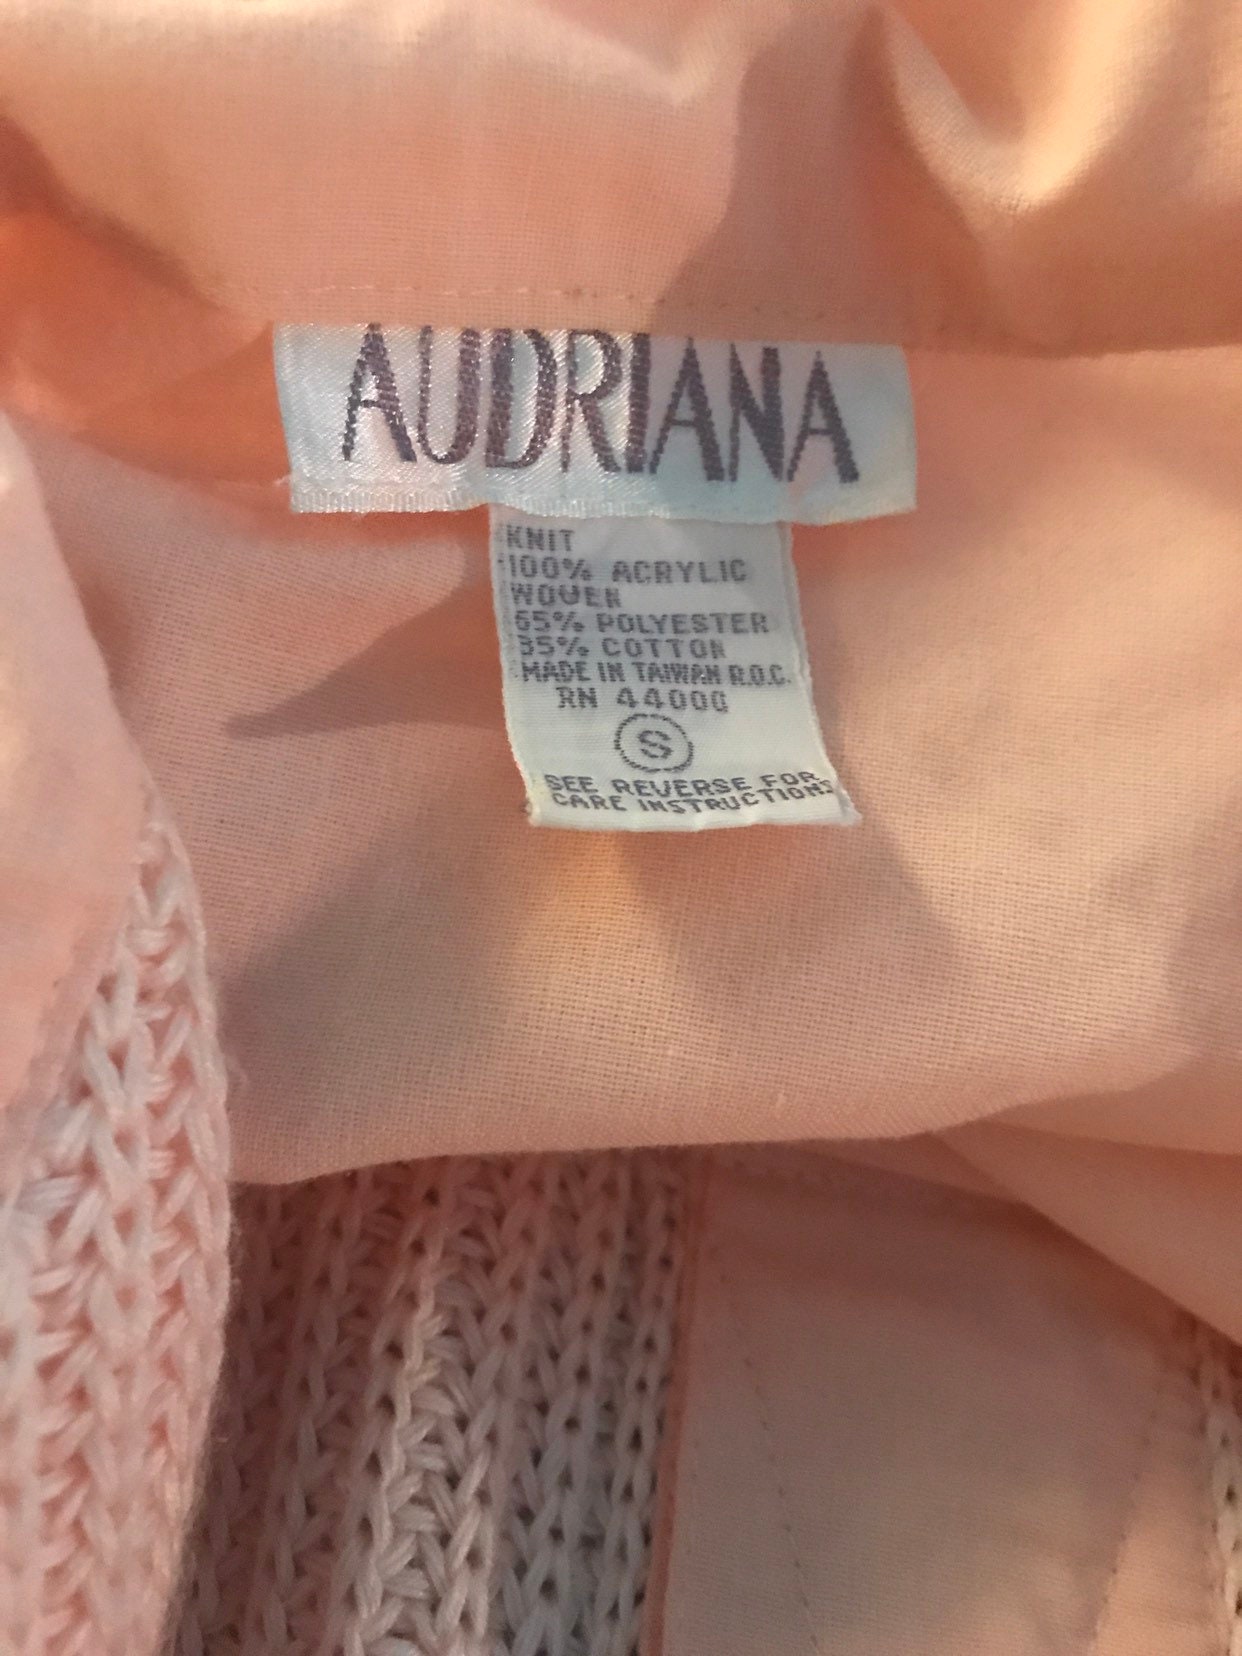 AUDRIANA
KNIT
100% ACRYLIC
WOVEN
65% POLYESTER
35% COTTON
MADE IN TAIWAN R.O.C.
RN 44000
S
SEE REVERSE FOR
CARE INSTRUCTIONS